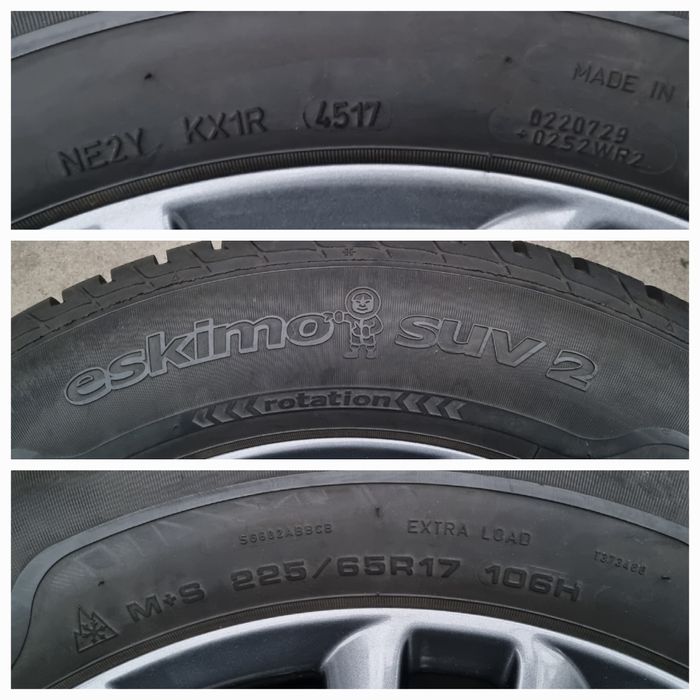 MADE IN
NE2Y KX1R 4517
0220729
+0252WR2
eskimo SUV 2
rotation
EXTRA LOAD
M+S 225/65R17 106H